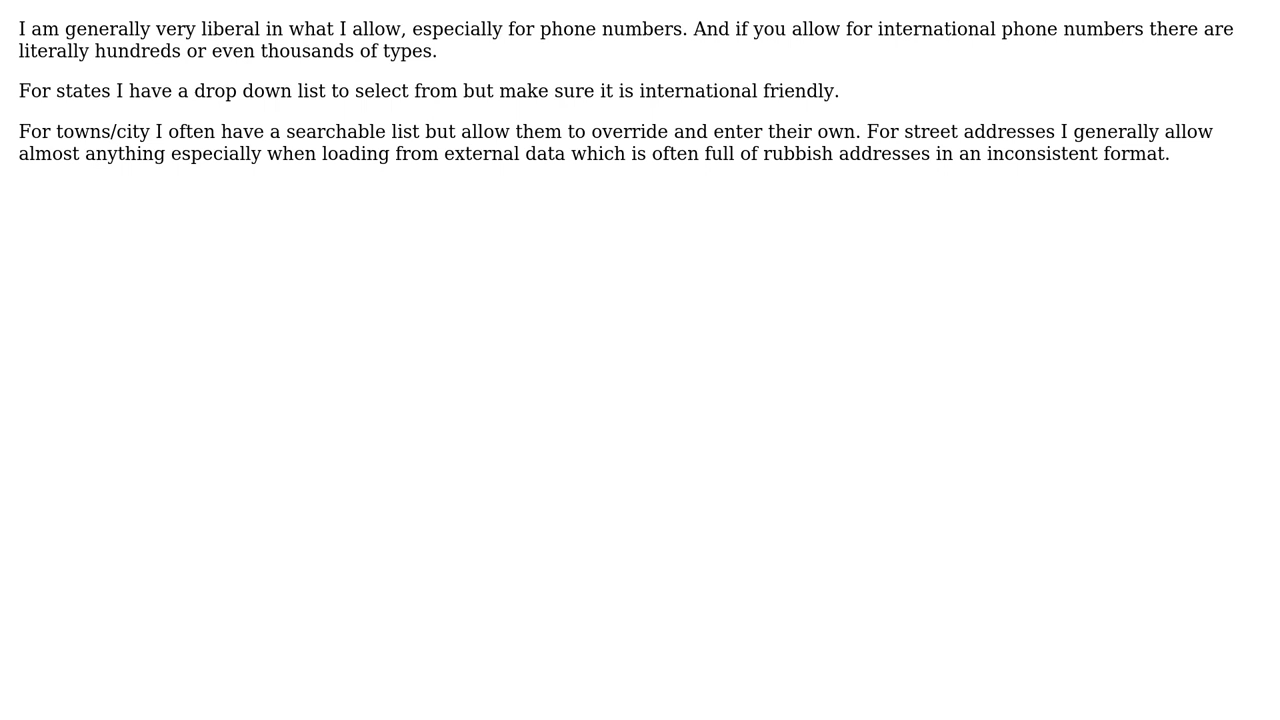 I am generally very liberal in what I allow, especially for phone numbers. And if you allow for international phone numbers there are
literally hundreds or even thousands of types.
For states I have a drop down list to select from but make sure it is international friendly.
For towns/city I often have a searchable list but allow them to override and enter their own. For street addresses I generally allow
almost anything especially when loading from external data which is often full of rubbish addresses in an inconsistent format.